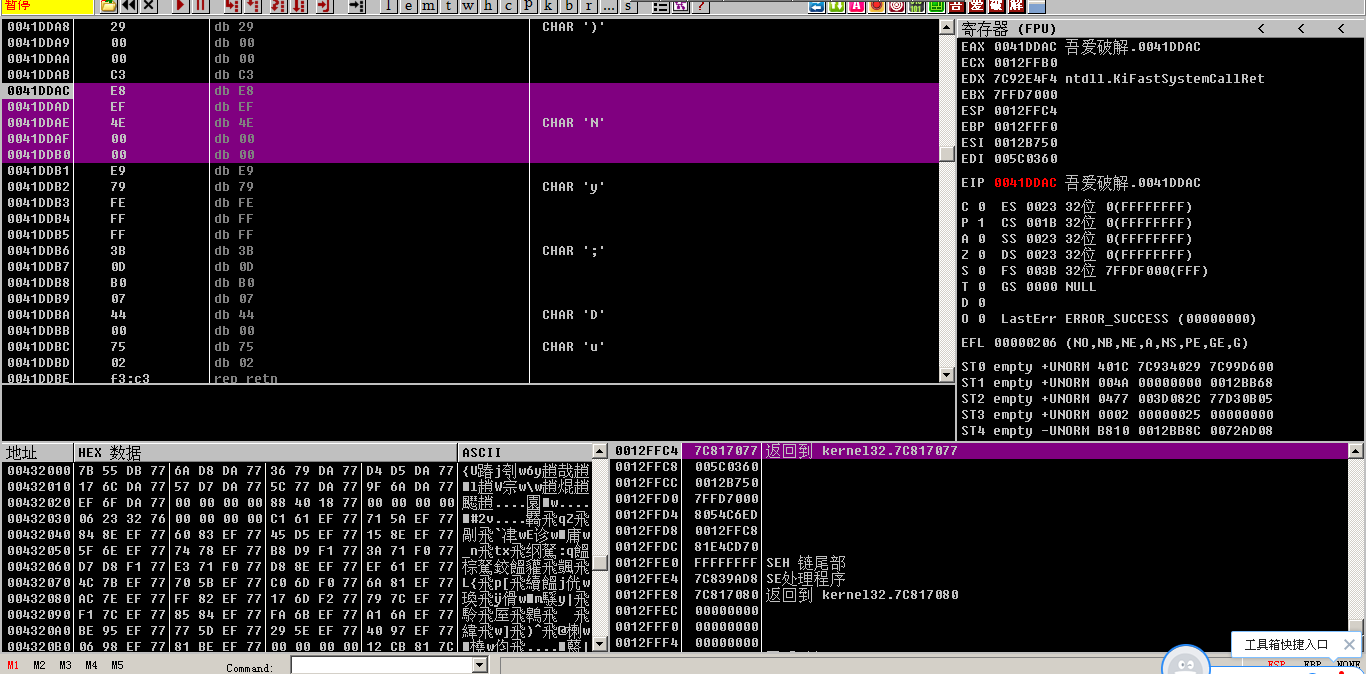 暂停
l e m t w h c p k b r ... s
吾 爱 破 解
0041DDA8 29 db 29 CHAR ')'
0041DDA9 00 db 00
0041DDAA 00 db 00
0041DDAB C3 db C3
0041DDAC E8 db E8
0041DDAD EF db EF
0041DDAE 4E db 4E CHAR 'N'
0041DDAF 00 db 00
0041DDB0 00 db 00
0041DDB1 E9 db E9
0041DDB2 79 db 79 CHAR 'y'
0041DDB3 FE db FE
0041DDB4 FF db FF
0041DDB5 FF db FF
0041DDB6 3B db 3B CHAR ';'
0041DDB7 0D db 0D
0041DDB8 B0 db B0
0041DDB9 07 db 07
0041DDBA 44 db 44 CHAR 'D'
0041DDBB 00 db 00
0041DDBC 75 db 75 CHAR 'u'
0041DDBD 02 db 02
0041DDBE f3:c3 rep retn
寄存器 (FPU) < < <
EAX 0041DDAC 吾爱破解.0041DDAC
ECX 0012FFB0
EDX 7C92E4F4 ntdll.KiFastSystemCallRet
EBX 7FFD7000
ESP 0012FFC4
EBP 0012FFF0
ESI 0012B750
EDI 005C0360
EIP 0041DDAC 吾爱破解.0041DDAC
C 0 ES 0023 32位 0(FFFFFFFF)
P 1 CS 001B 32位 0(FFFFFFFF)
A 0 SS 0023 32位 0(FFFFFFFF)
Z 0 DS 0023 32位 0(FFFFFFFF)
S 0 FS 003B 32位 7FFDF000(FFF)
T 0 GS 0000 NULL
D 0
O 0 LastErr ERROR_SUCCESS (00000000)
EFL 00000206 (NO,NB,NE,A,NS,PE,GE,G)
ST0 empty +UNORM 401C 7C934029 7C99D600
ST1 empty +UNORM 004A 00000000 0012BB68
ST2 empty +UNORM 0477 003D082C 77D30B05
ST3 empty +UNORM 0002 00000025 00000000
ST4 empty -UNORM B810 0012BB8C 0072AD08
地址 HEX 数据 ASCII
00432000 7B 55 DB 77 6A D8 DA 77 36 79 DA 77 D4 D5 DA 77
00432010 17 6C DA 77 57 D7 DA 77 5C 77 DA 77 9F 6A DA 77
00432020 EF 6F DA 77 00 00 00 00 88 40 18 77 00 00 00 00
00432030 06 23 32 76 00 00 00 00 C1 61 EF 77 71 5A EF 77
00432040 84 8E EF 77 60 83 EF 77 45 D5 EF 77 15 8E EF 77
00432050 5F 6E EF 77 74 78 EF 77 B8 D9 F1 77 3A 71 F0 77
00432060 D7 D8 F1 77 E3 71 F0 77 D8 8E EF 77 EF 61 EF 77
00432070 4C 7B EF 77 70 5B EF 77 C0 6D F0 77 6A 81 EF 77
00432080 AC 7E EF 77 FF 82 EF 77 17 6D F2 77 79 7C EF 77
00432090 F1 7C EF 77 85 84 EF 77 FA 6B EF 77 A1 6A EF 77
004320A0 BE 95 EF 77 77 5D EF 77 29 5E EF 77 40 97 EF 77
004320B0 06 98 EF 77 81 BE EF 77 00 00 00 00 12 CB 81 7C
0012FFC4 7C817077 返回到 kernel32.7C817077
0012FFC8 005C0360
0012FFCC 0012B750
0012FFD0 7FFD7000
0012FFD4 8054C6ED
0012FFD8 0012FFC8
0012FFDC 81E4CD70
0012FFE0 FFFFFFFF SEH 链尾部
0012FFE4 7C839AD8 SE处理程序
0012FFE8 7C817080 返回到 kernel32.7C817080
0012FFEC 00000000
0012FFF0 00000000
0012FFF4 00000000
工具箱快捷入口
M1 M2 M3 M4 M5 Command: ESP EBP NONE